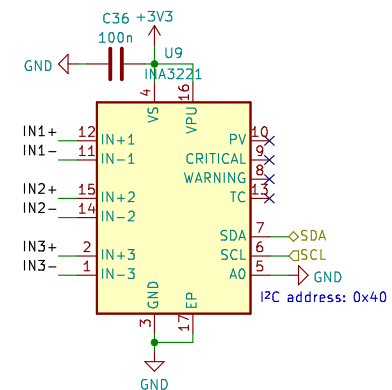 C36 +3V3
100n
U9
GND
INA3221
4
16
VS
VPU
IN1+ 12 IN+1 PV 10
IN1- 11 IN-1 CRITICAL 9
WARNING 8
IN2+ 15 IN+2 TC 13
IN2- 14 IN-2
SDA 7 SDA
IN3+ 2 IN+3 SCL 6 SCL
IN3- 1 IN-3 A0 5 GND
GND
EP
I²C address: 0x40
3
17
GND